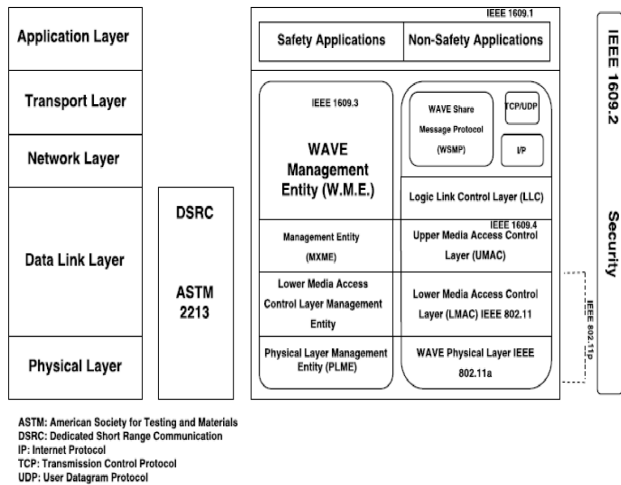 Application Layer
Transport Layer
Network Layer
Data Link Layer
Physical Layer
DSRC
ASTM
2213
IEEE 1609.1
Safety Applications
Non-Safety Applications
IEEE 1609.3
WAVE
Management
Entity (W.M.E.)
Management Entity
(MXME)
Lower Media Access
Control Layer Management
Entity
Physical Layer Management
Entity (PLME)
WAVE Share
Message Protocol
(WSMP)
TCP/UDP
I/P
Logic Link Control Layer (LLC)
IEEE 1609.4
Upper Media Access Control
Layer (UMAC)
Lower Media Access Control
Layer (LMAC) IEEE 802.11
WAVE Physical Layer IEEE
802.11a
IEEE 802.11p
IEEE 1609.2
Security
ASTM: American Society for Testing and Materials
DSRC: Dedicated Short Range Communication
IP: Internet Protocol
TCP: Transmission Control Protocol
UDP: User Datagram Protocol